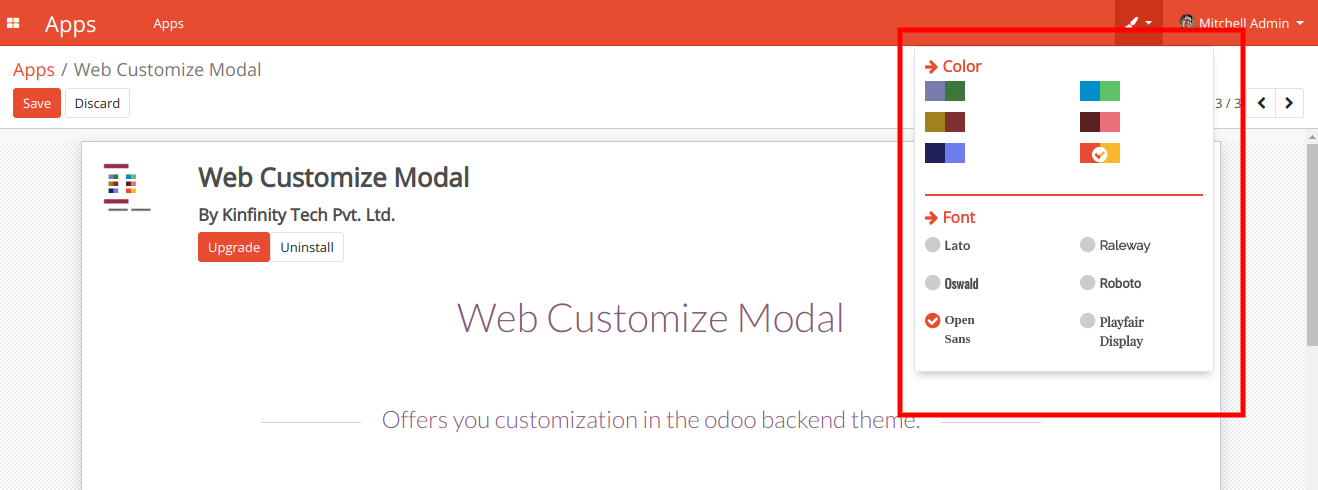 Apps
Apps
Mitchell Admin
Apps / Web Customize Modal
Save
Discard
3 / 3
Web Customize Modal
By Kinfinity Tech Pvt. Ltd.
Upgrade
Uninstall
Web Customize Modal
Offers you customization in the odoo backend theme.
Color
Font
Lato
Raleway
Oswald
Roboto
Open
Sans
Playfair
Display